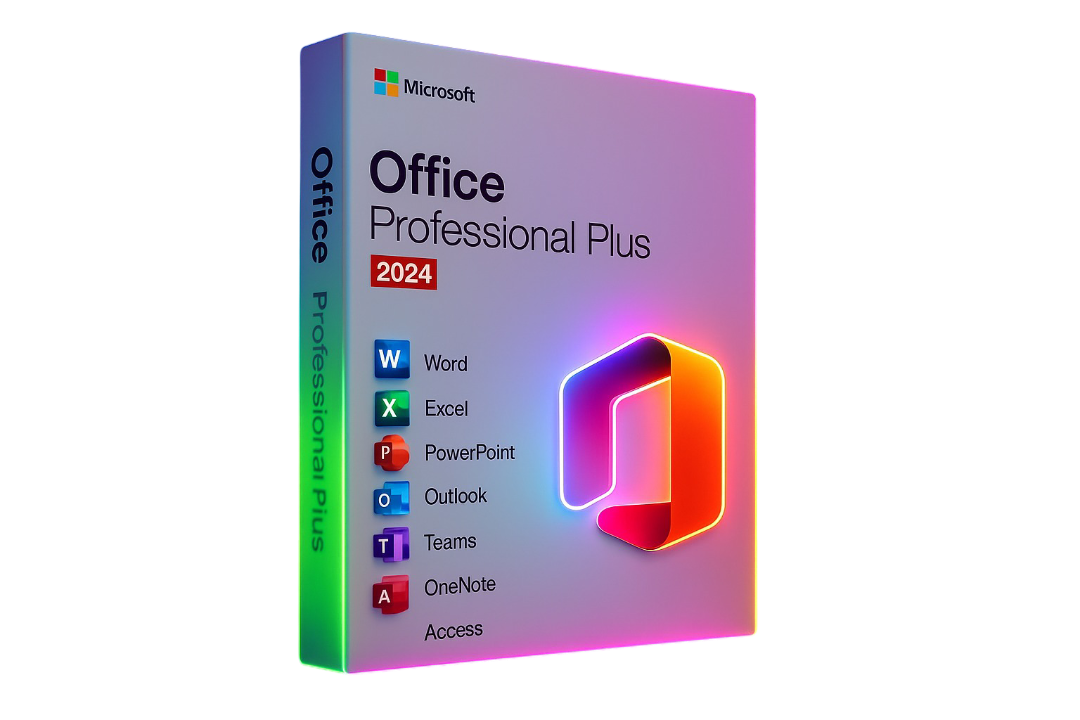 Microsoft
Office
Professional Plus
2024
W Word
X Excel
P PowerPoint
O Outlook
T Teams
A OneNote
Access
Office Professional Plus